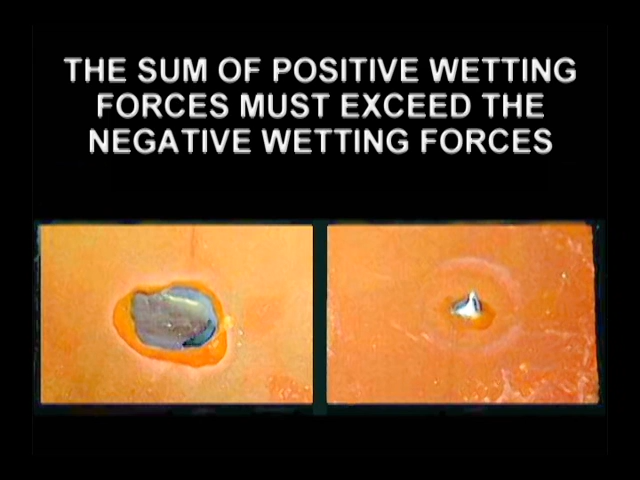 THE SUM OF POSITIVE WETTING
FORCES MUST EXCEED THE
NEGATIVE WETTING FORCES